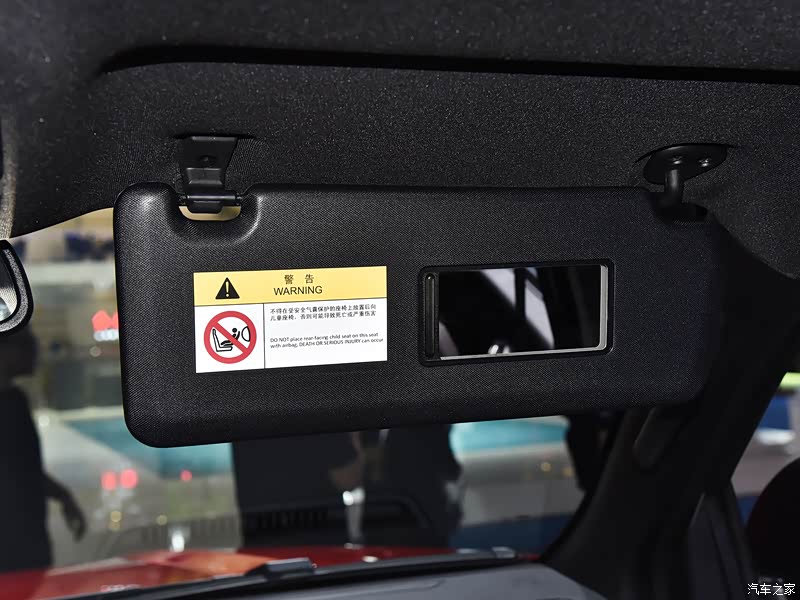 警 告
WARNING
不得在受安全气囊保护的座椅上放置后向
儿童座椅，否则可能导致死亡或严重伤害
DO NOT place rear-facing child seat on this seat
with airbag, DEATH OR SERIOUS INJURY can occur
汽车之家